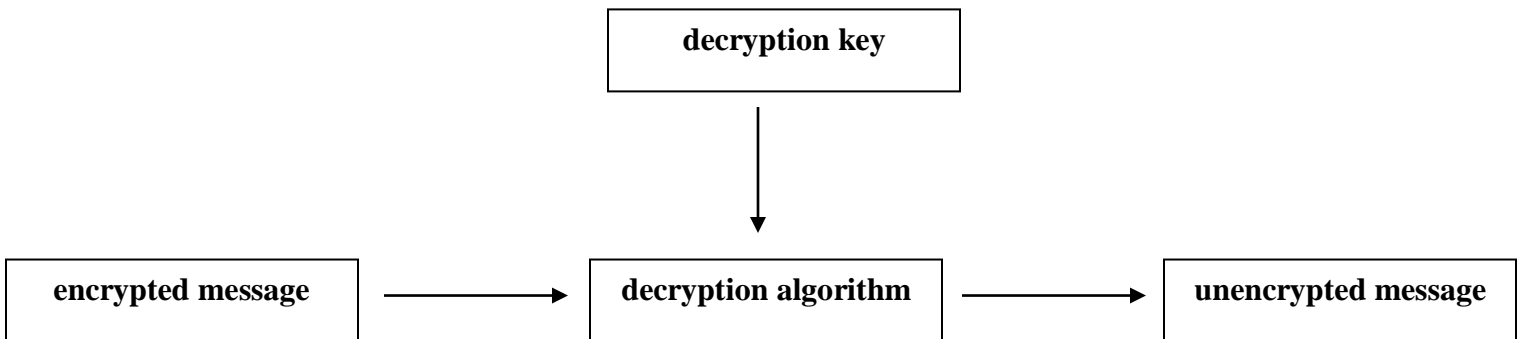 decryption key
encrypted message
decryption algorithm
unencrypted message